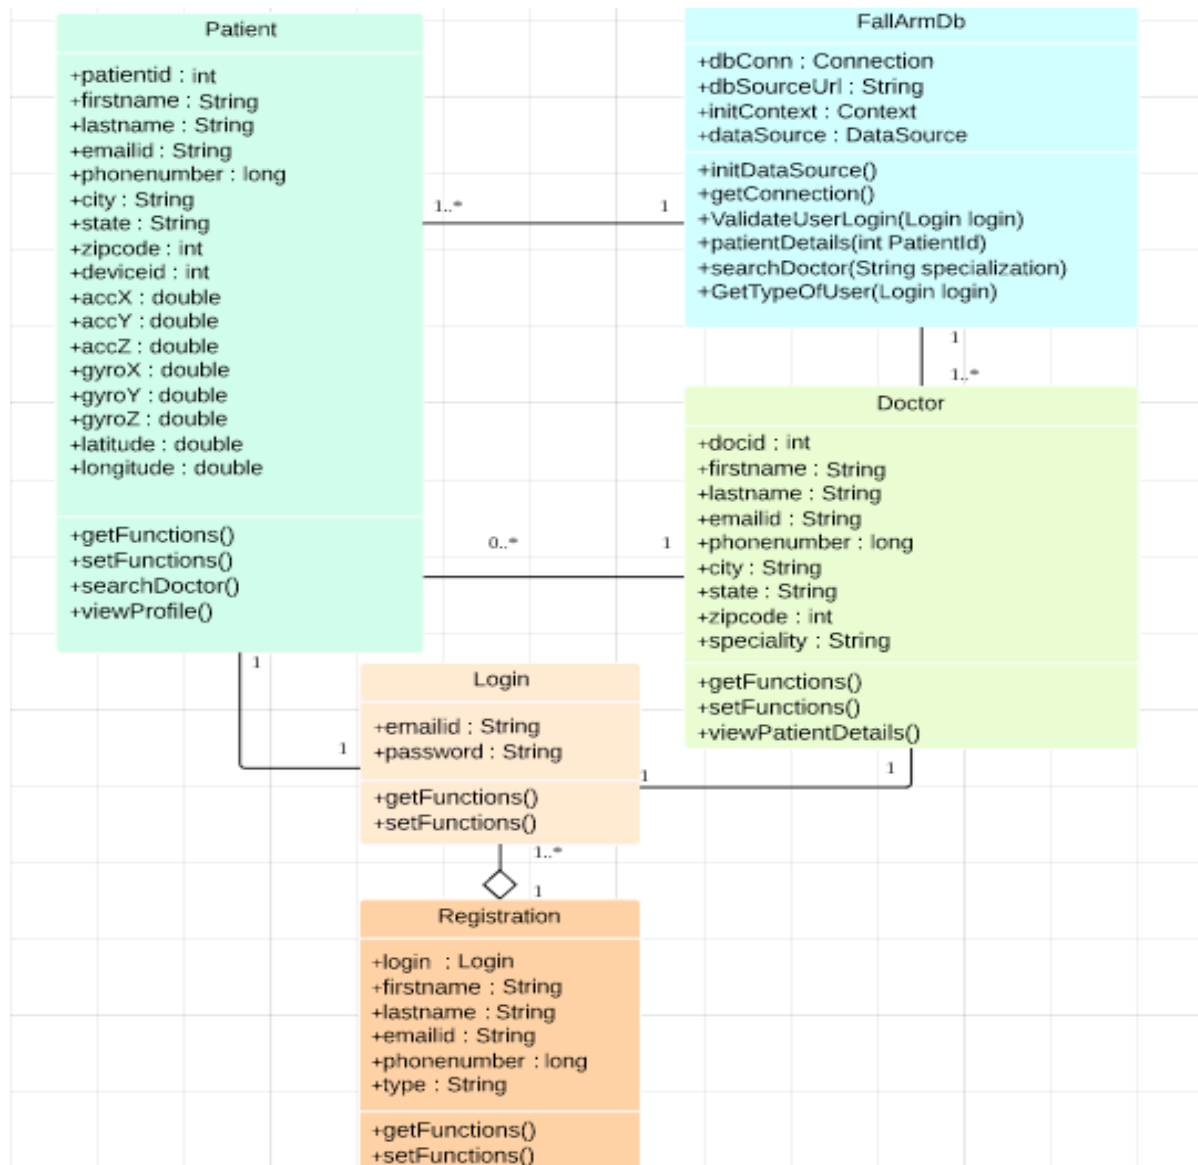 Patient
+patientid : int
+firstname : String
+lastname : String
+emailid : String
+phonenumber : long
+city : String
+state : String
+zipcode : int
+deviceid : int
+accX : double
+accY : double
+accZ : double
+gyroX : double
+gyroY : double
+gyroZ : double
+latitude : double
+longitude : double
+getFunctions()
+setFunctions()
+searchDoctor()
+viewProfile()
1..*
1
FallArmDb
+dbConn : Connection
+dbSourceUrl : String
+initContext : Context
+dataSource : DataSource
+initDataSource()
+getConnection()
+ValidateUserLogin(Login login)
+patientDetails(int PatientId)
+searchDoctor(String specialization)
+GetTypeOfUser(Login login)
1
1..*
0..*
1
Doctor
+docid : int
+firstname : String
+lastname : String
+emailid : String
+phonenumber : long
+city : String
+state : String
+zipcode : int
+speciality : String
+getFunctions()
+setFunctions()
+viewPatientDetails()
1
1
1
1
Login
+emailid : String
+password : String
+getFunctions()
+setFunctions()
1..*
1
Registration
+login : Login
+firstname : String
+lastname : String
+emailid : String
+phonenumber : long
+type : String
+getFunctions()
+setFunctions()